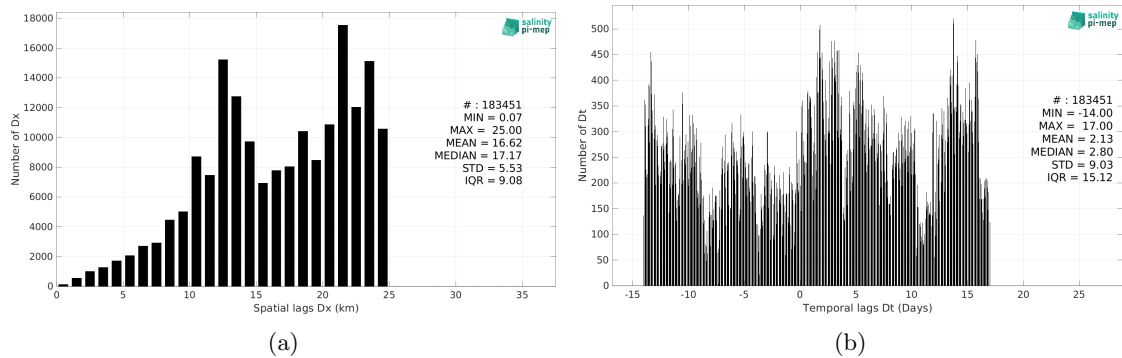 18000
16000
14000
12000
10000
8000
6000
4000
2000
0
Number of Dx
0 5 10 15 20 25 30 35
Spatial lags Dx (km)
salinity
pi-mep
# : 183451
MIN = 0.07
MAX = 25.00
MEAN = 16.62
MEDIAN = 17.17
STD = 5.53
IQR = 9.08
(a)
500
450
400
350
300
250
200
150
100
50
0
Number of Dt
-15 -10 -5 0 5 10 15 20 25
Temporal lags Dt (Days)
salinity
pi-mep
# : 183451
MIN = -14.00
MAX = 17.00
MEAN = 2.13
MEDIAN = 2.80
STD = 9.03
IQR = 15.12
(b)